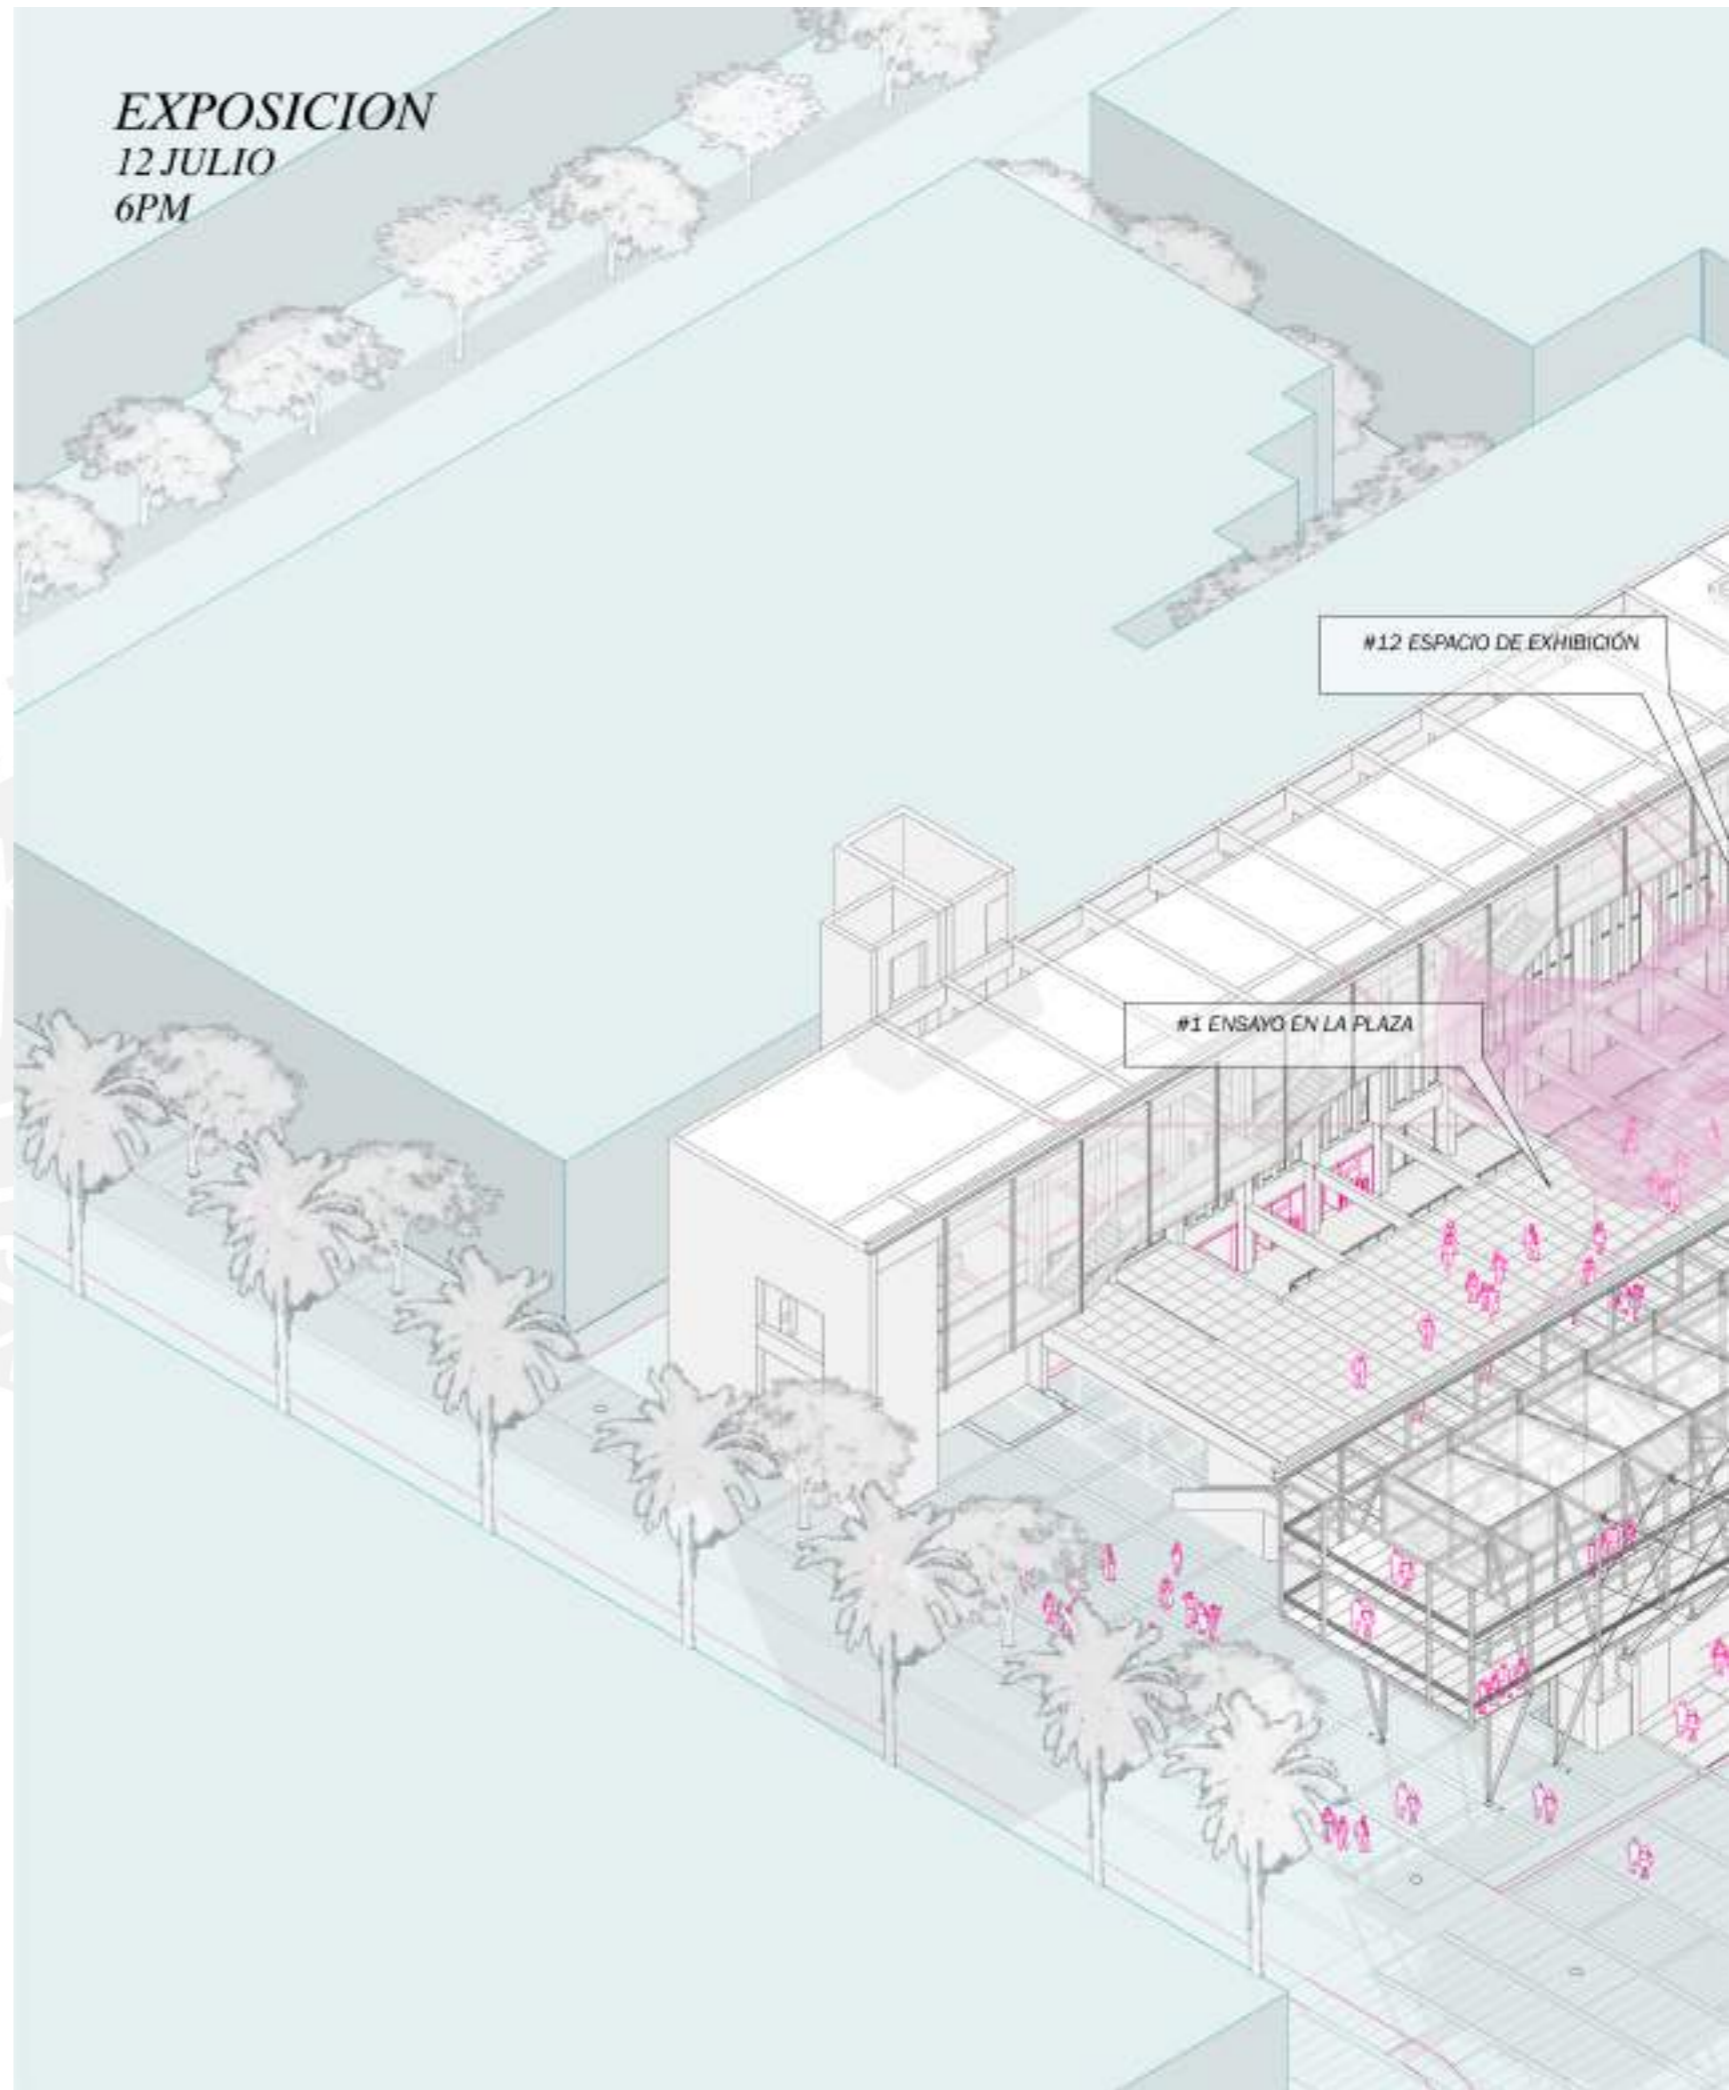 EXPOSICION
12 JULIO
6PM
#12 ESPACIO DE EXHIBICIÓN
#1 ENSAYO EN LA PLAZA